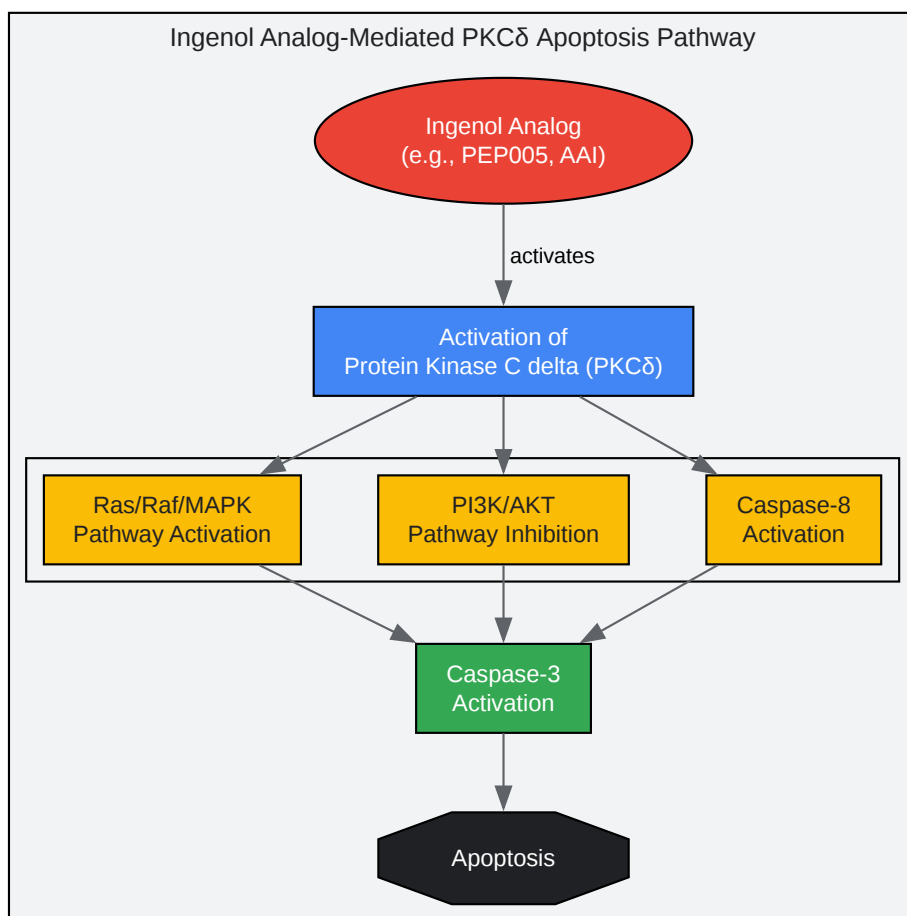 Ingenol Analog-Mediated PKCδ Apoptosis Pathway
Ingenol Analog
(e.g., PEP005, AAI)
activates
Activation of
Protein Kinase C delta (PKCδ)
Ras/Raf/MAPK
Pathway Activation
PI3K/AKT
Pathway Inhibition
Caspase-8
Activation
Caspase-3
Activation
Apoptosis